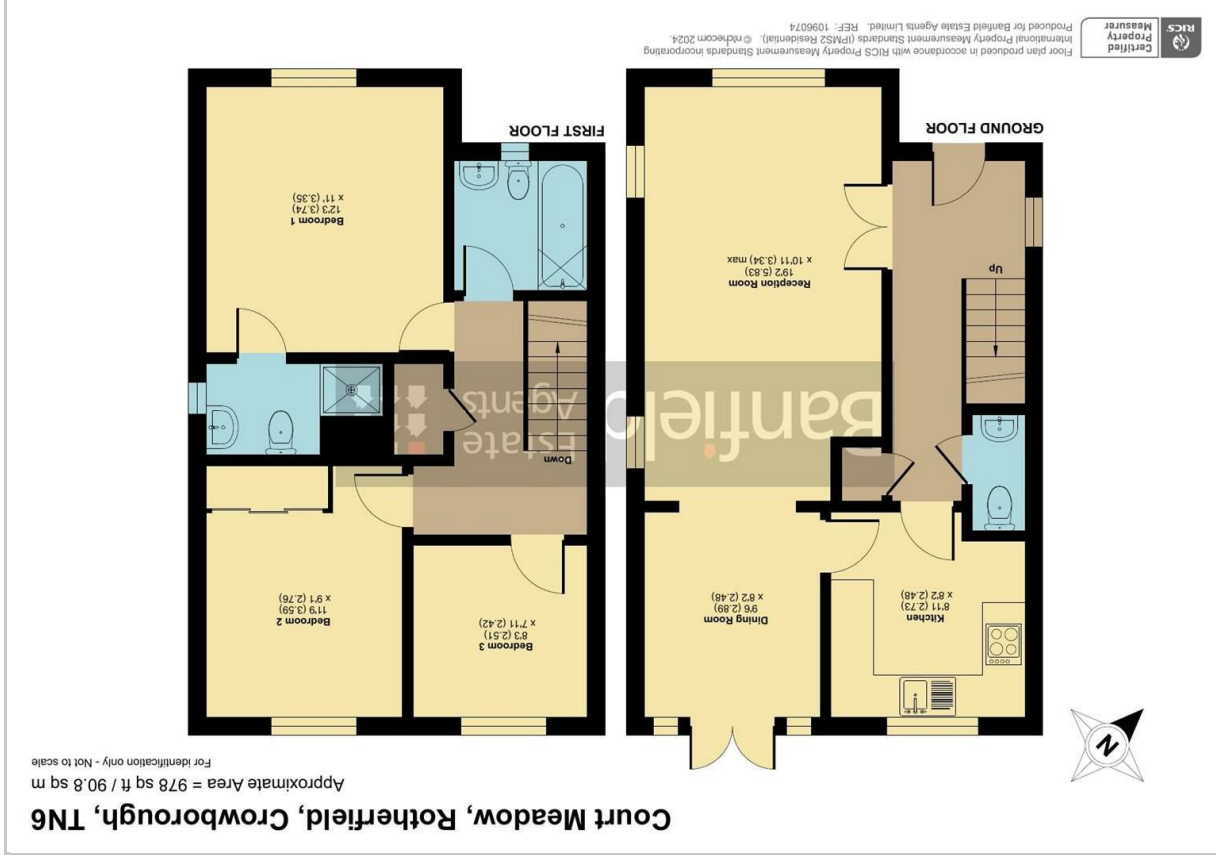 Court Meadow, Rotherfield, Crowborough, TN6
Approximate Area = 978 sq ft / 90.8 sq m
For identification only - Not to scale
N
Kitchen
8'11 (2.73)
x 8'2 (2.48)
Dining Room
9'6 (2.89)
x 8'2 (2.48)
Bedroom 3
8'3 (2.51)
x 7'11 (2.42)
Bedroom 2
11'9 (3.59)
x 9'1 (2.76)
Banfield
Estate
Agents
Down
Up
Reception Room
19'2 (5.83)
x 10'11 (3.34) max
Bedroom 1
12'3 (3.74)
x 11' (3.35)
GROUND FLOOR
FIRST FLOOR
RICS
Certified
Property
Measurer
Floor plan produced in accordance with RICS Property Measurement Standards incorporating
International Property Measurement Standards (IPMS2 Residential). © nichecom 2024.
Produced for Banfield Estate Agents Limited. REF: 1096074